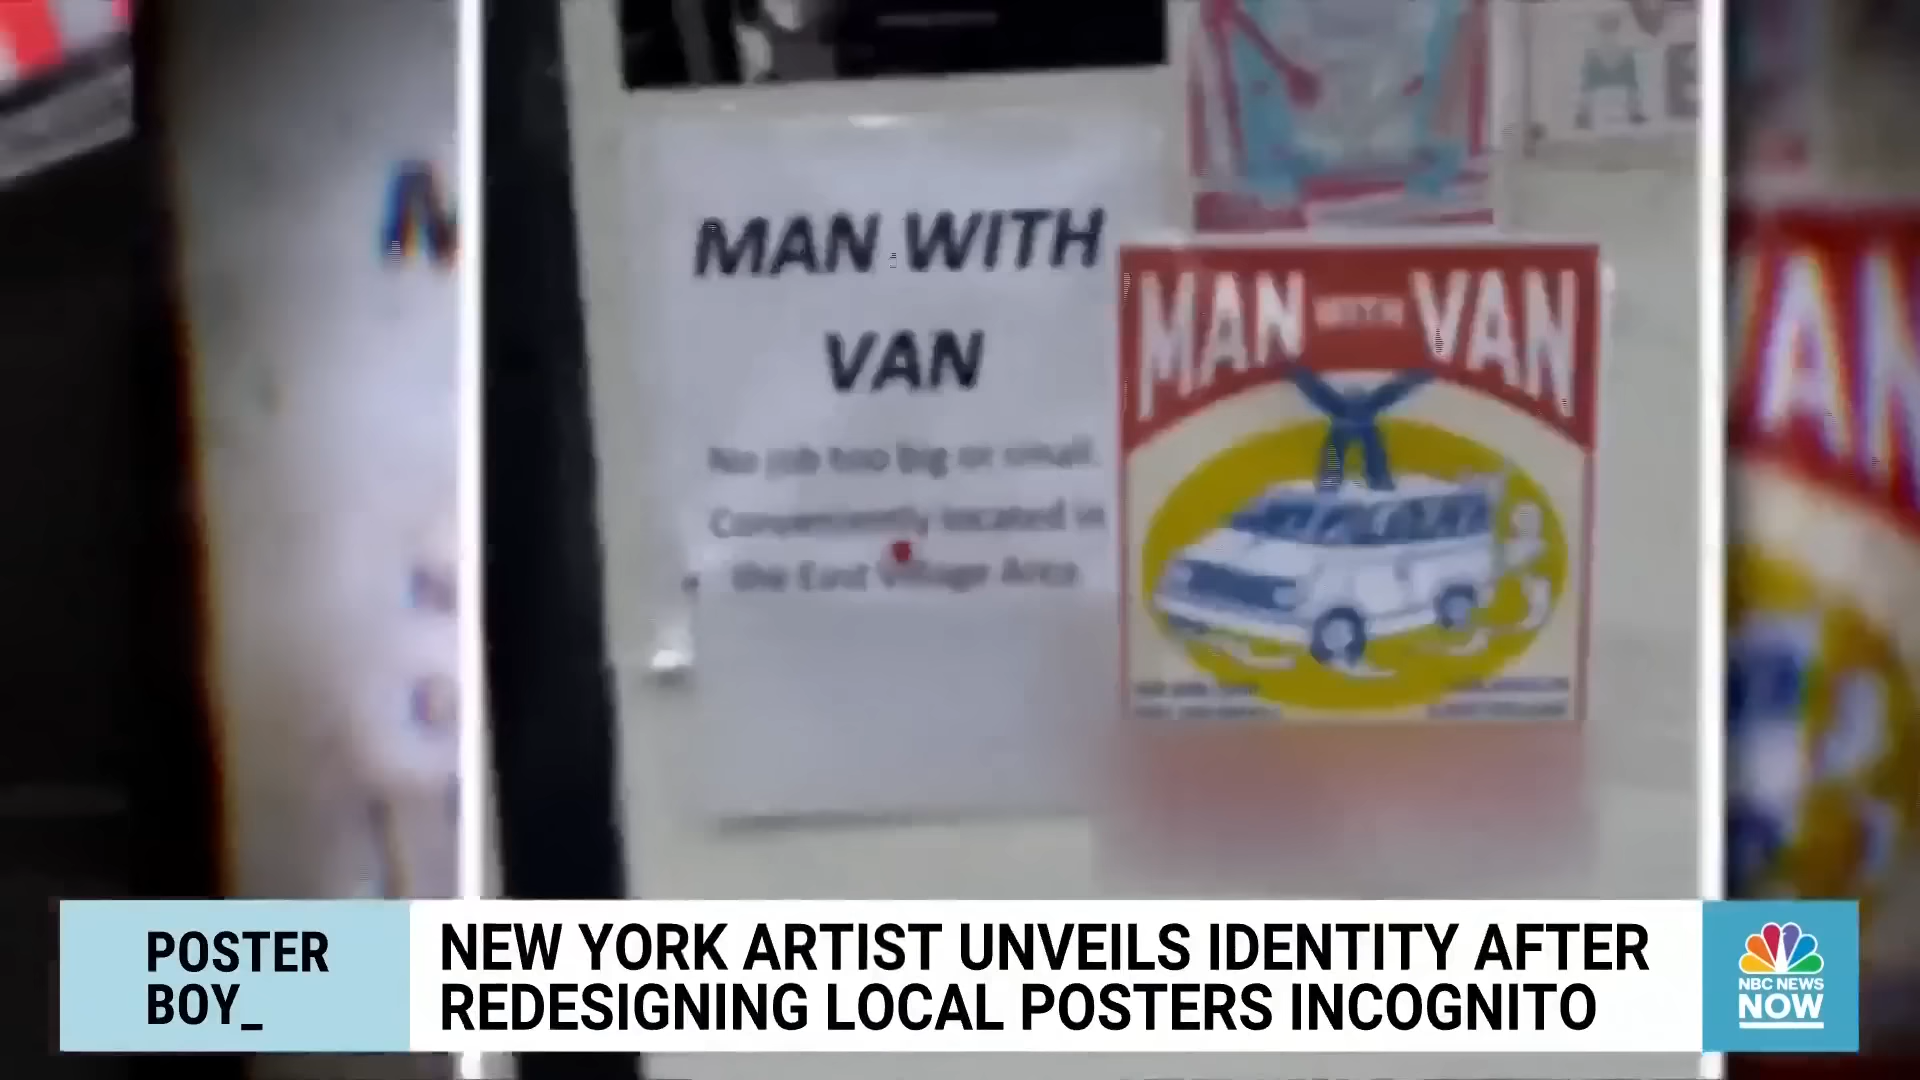 MAN WITH
VAN
No job too big or small.
Conveniently located in
the East Village Area
MAN WITH VAN
POSTER
BOY_
NEW YORK ARTIST UNVEILS IDENTITY AFTER
REDESIGNING LOCAL POSTERS INCOGNITO
NBC NEWS
NOW